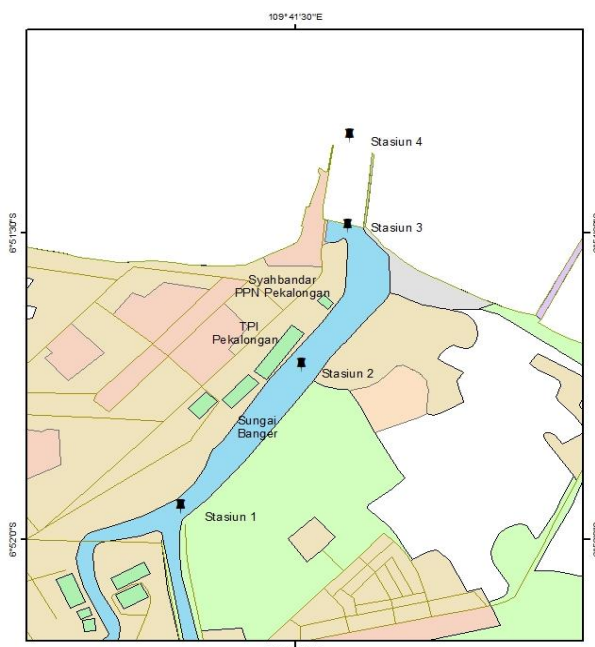 109°41'30"E
Stasiun 4
6°51'30"S
Stasiun 3
Syahbandar
PPN Pekalongan
TPI
Pekalongan
Stasiun 2
Sungai
Banger
Stasiun 1
6°52'0"S